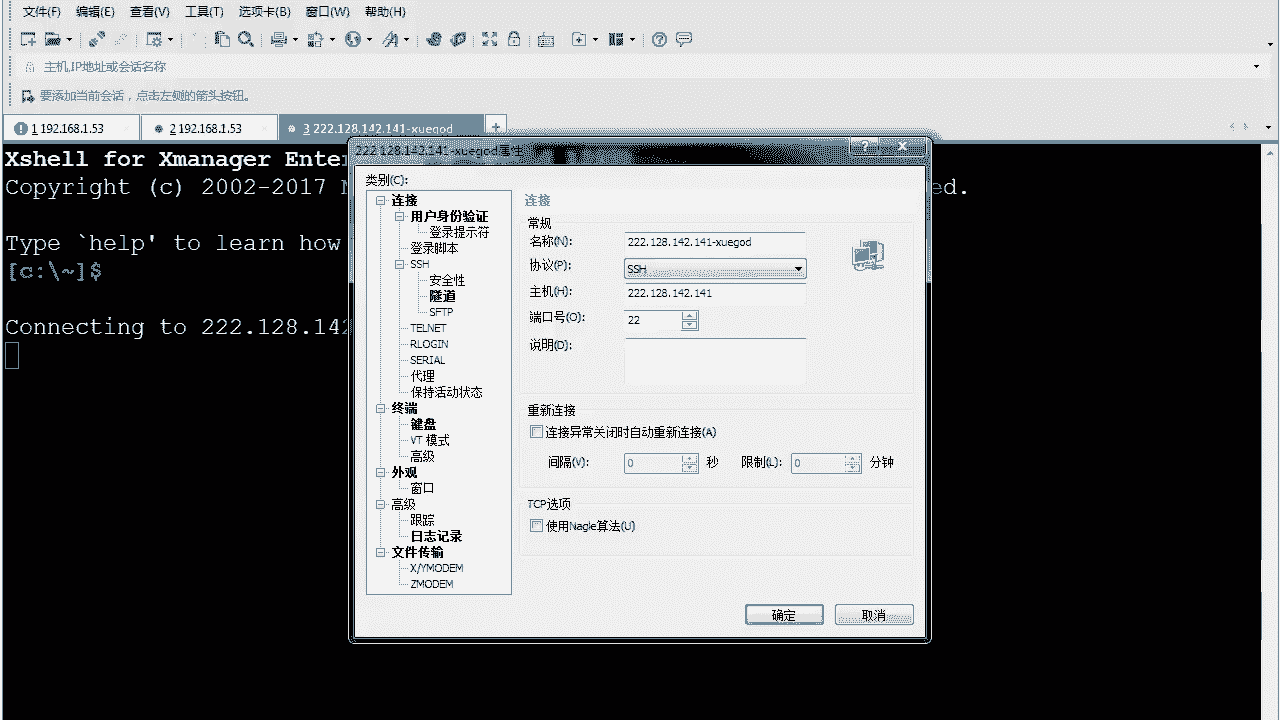 文件(F) 编辑(E) 查看(V) 工具(T) 选项卡(B) 窗口(W) 帮助(H)
主机,IP地址或会话名称
要添加当前会话，点击左侧的箭头按钮。
1 192.168.1.53
2 192.168.1.53
3 222.128.142.141-xuegod
Xshell for Xmanager Enter
Copyright (c) 2002-2017 N
ed.
Type `help' to learn how
[c:\~]$
Connecting to 222.128.142
222.128.142.141-xuegod属性
类别(C):
连接
用户身份验证
登录提示符
登录脚本
SSH
安全性
隧道
SFTP
TELNET
RLOGIN
SERIAL
代理
保持活动状态
终端
键盘
VT 模式
高级
外观
窗口
高级
跟踪
日志记录
文件传输
X/YMODEM
ZMODEM
连接
常规
名称(N): 222.128.142.141-xuegod
协议(P): SSH
主机(H): 222.128.142.141
端口号(O): 22
说明(D):
重新连接
连接异常关闭时自动重新连接(A)
间隔(V): 0 秒 限制(L): 0 分钟
TCP选项
使用Nagle算法(U)
确定 取消